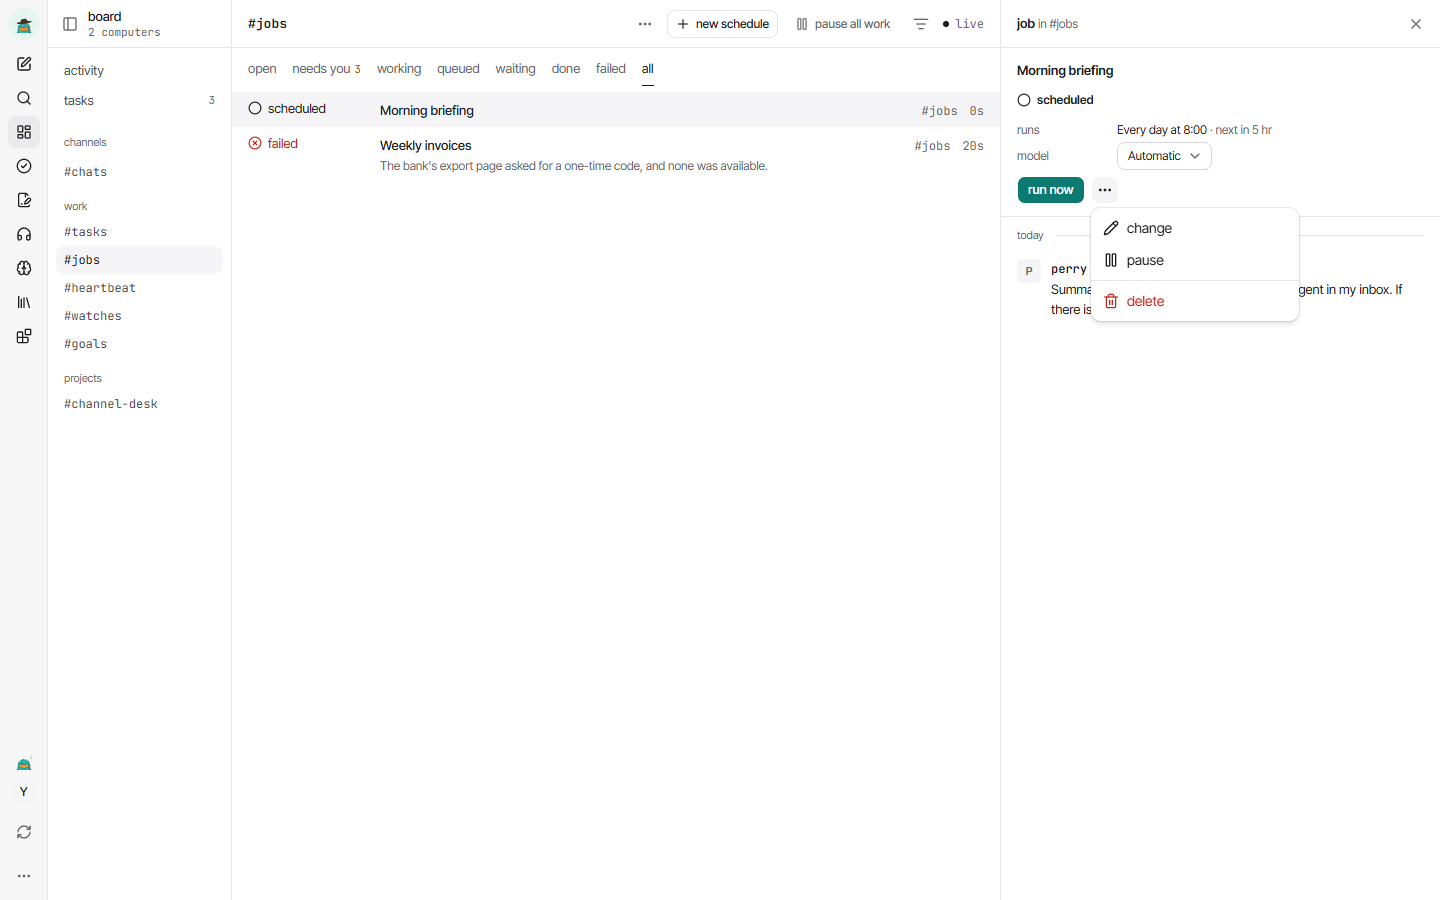 board
2 computers
activity
tasks 3
channels
#chats
work
#tasks
#jobs
#heartbeat
#watches
#goals
projects
#channel-desk
Y
#jobs
new schedule
pause all work
live
open needs you 3 working queued waiting done failed all
scheduled Morning briefing #jobs 0s
failed Weekly invoices #jobs 20s
The bank's export page asked for a one-time code, and none was available.
job in #jobs
Morning briefing
scheduled
runs Every day at 8:00 · next in 5 hr
model Automatic
run now
change
pause
delete
today
P perry
Summa gent in my inbox. If
there is